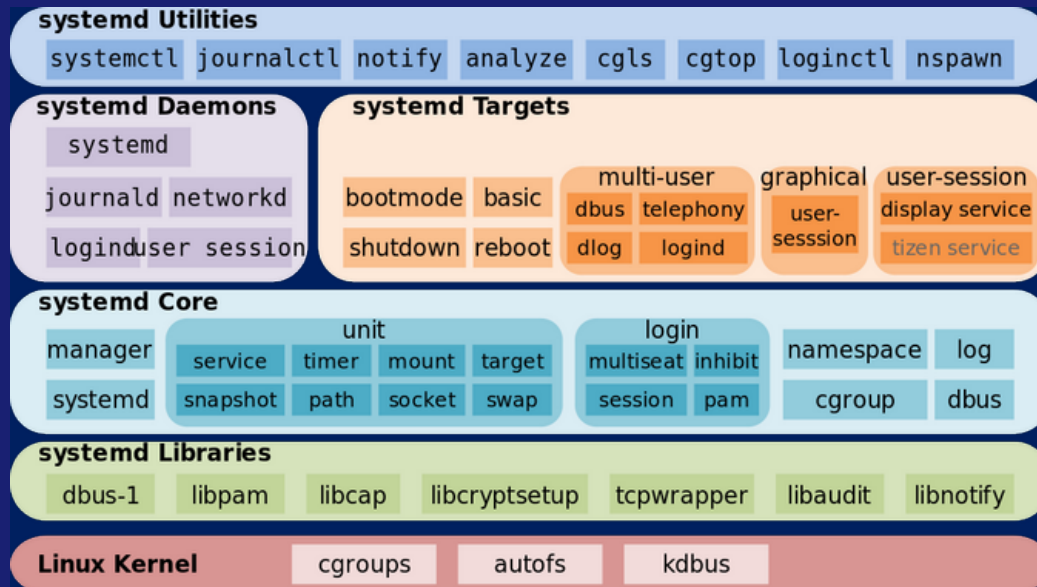 systemd Utilities
systemctl journalctl notify analyze cgls cgtop loginctl nspawn
systemd Daemons
systemd
journald networkd
logind user session
systemd Targets
bootmode basic
shutdown reboot
multi-user
dbus telephony
dlog logind
graphical
user-
sesssion
user-session
display service
tizen service
systemd Core
manager
systemd
unit
service timer mount target
snapshot path socket swap
login
multiseat inhibit
session pam
namespace log
cgroup dbus
systemd Libraries
dbus-1 libpam libcap libcryptsetup tcpwrapper libaudit libnotify
Linux Kernel cgroups autofs kdbus